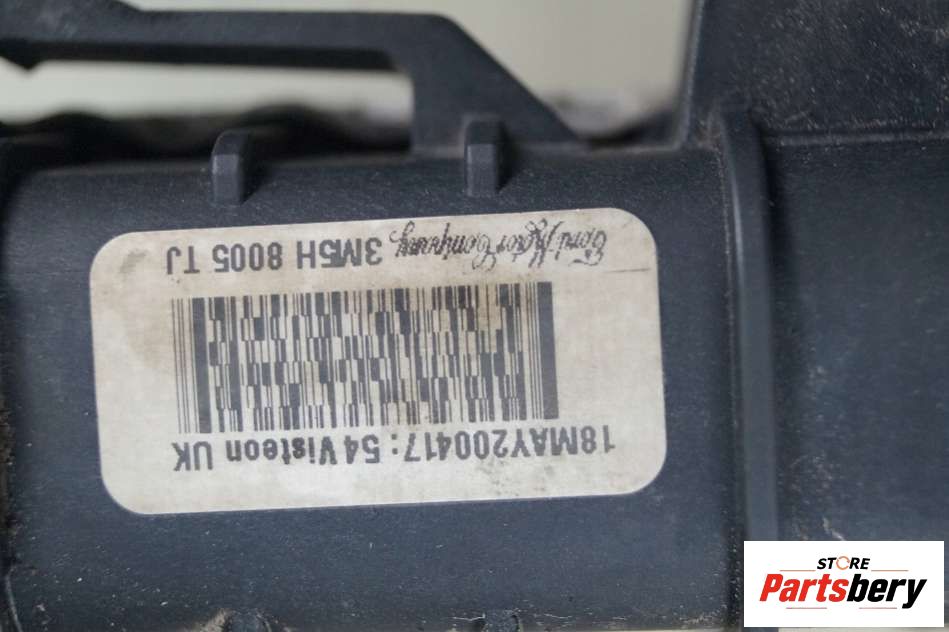 18MAY200417:54 Visteon UK
Ford Motor Company 3M5H 8005 TJ
STORE
Partsbery